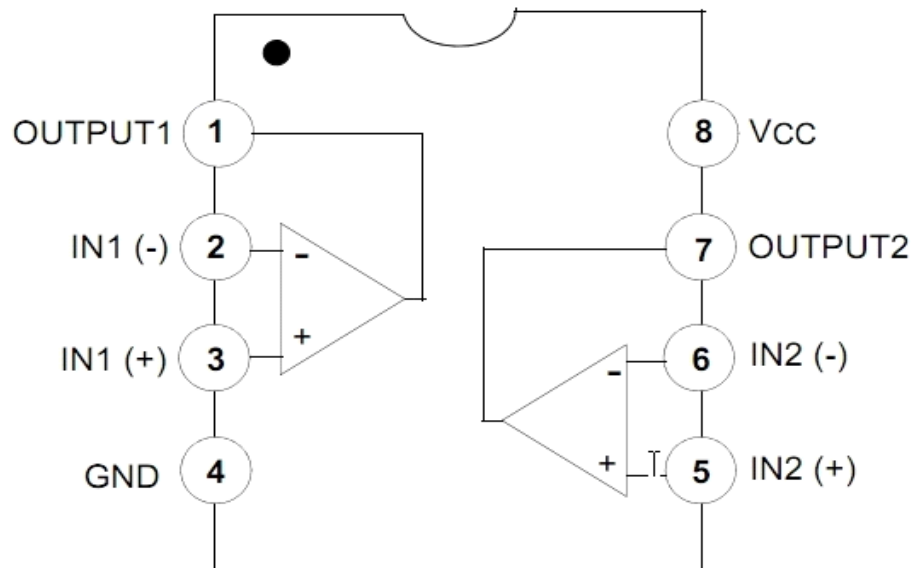 OUTPUT1
1
8
VCC
IN1 (-)
2
-
7
OUTPUT2
IN1 (+)
3
+
-
6
IN2 (-)
GND
4
+
5
IN2 (+)